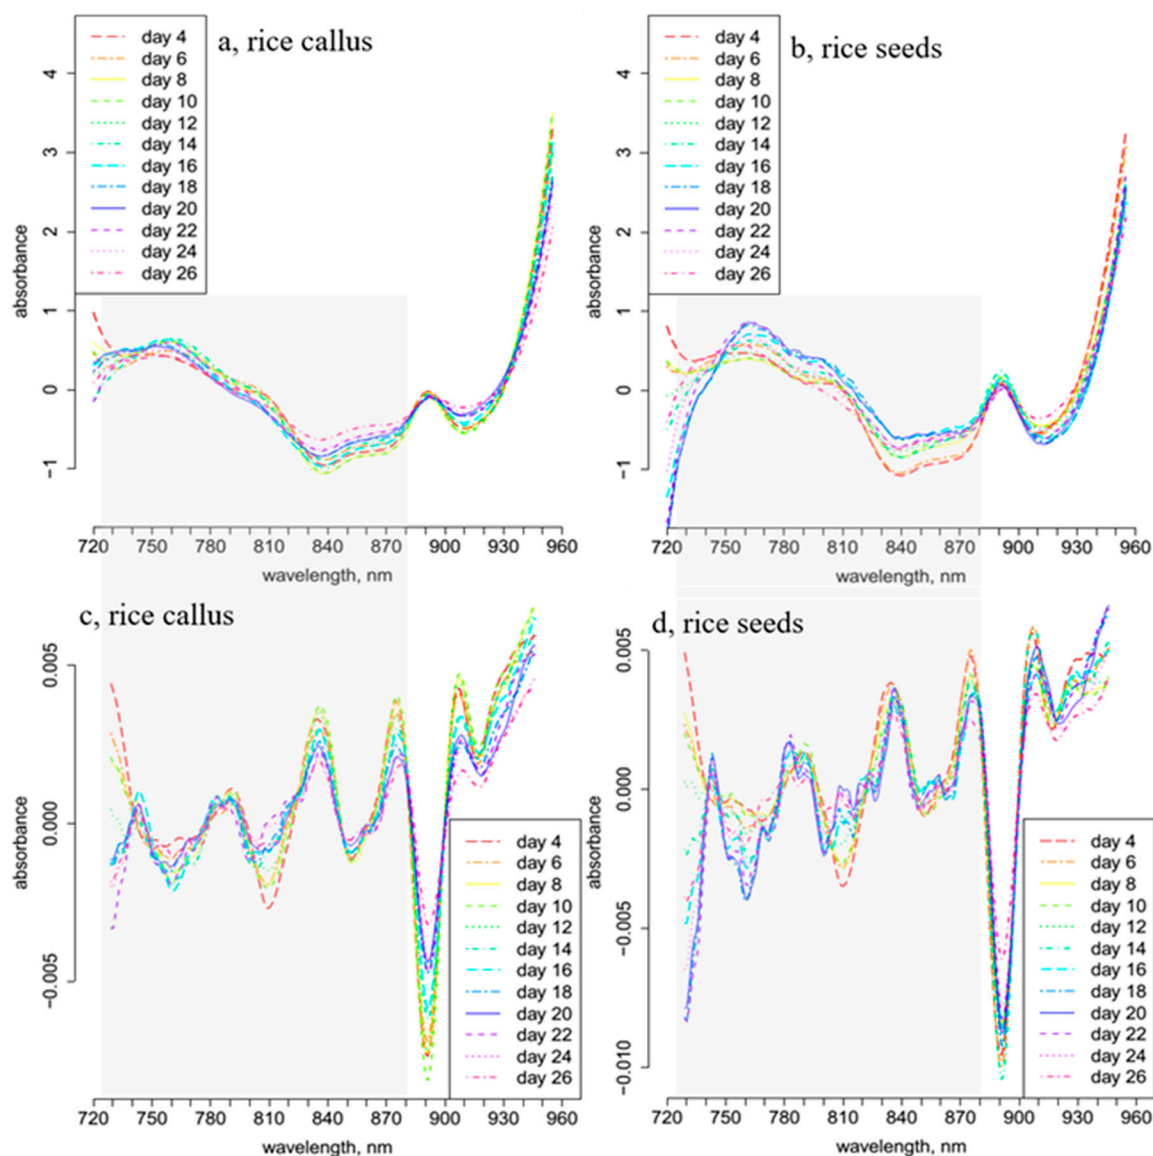 a, rice callus
day 4
day 6
day 8
day 10
day 12
day 14
day 16
day 18
day 20
day 22
day 24
day 26
absorbance
4
3
2
1
0
−1
720 750 780 810 840 870 900 930 960
wavelength, nm
b, rice seeds
day 4
day 6
day 8
day 10
day 12
day 14
day 16
day 18
day 20
day 22
day 24
day 26
absorbance
4
3
2
1
0
−1
720 750 780 810 840 870 900 930 960
wavelength, nm
c, rice callus
absorbance
0.005
0.000
−0.005
day 4
day 6
day 8
day 10
day 12
day 14
day 16
day 18
day 20
day 22
day 24
day 26
720 750 780 810 840 870 900 930 960
wavelength, nm
d, rice seeds
absorbance
0.005
0.000
−0.005
−0.010
day 4
day 6
day 8
day 10
day 12
day 14
day 16
day 18
day 20
day 22
day 24
day 26
720 750 780 810 840 870 900 930 960
wavelength, nm